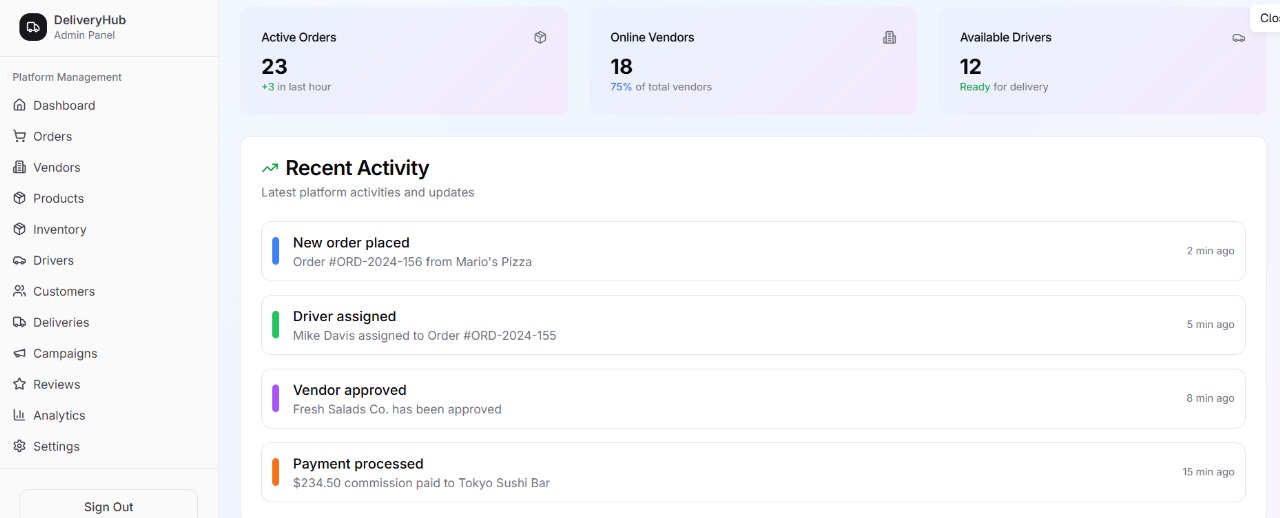 DeliveryHub
Admin Panel
Platform Management
Dashboard
Orders
Vendors
Products
Inventory
Drivers
Customers
Deliveries
Campaigns
Reviews
Analytics
Settings
Sign Out
Active Orders
23
+3 in last hour
Online Vendors
18
75% of total vendors
Available Drivers
12
Ready for delivery
Recent Activity
Latest platform activities and updates
New order placed
Order #ORD-2024-156 from Mario's Pizza
2 min ago
Driver assigned
Mike Davis assigned to Order #ORD-2024-155
5 min ago
Vendor approved
Fresh Salads Co. has been approved
8 min ago
Payment processed
$234.50 commission paid to Tokyo Sushi Bar
15 min ago